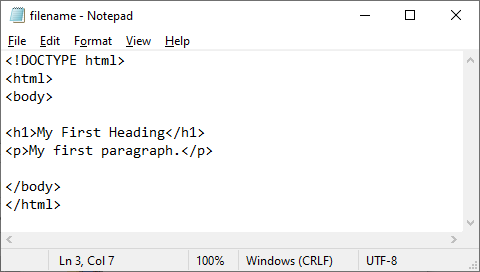 filename - Notepad
File Edit Format View Help
<!DOCTYPE html>
<html>
<body>

<h1>My First Heading</h1>
<p>My first paragraph.</p>

</body>
</html>
Ln 3, Col 7 100% Windows (CRLF) UTF-8